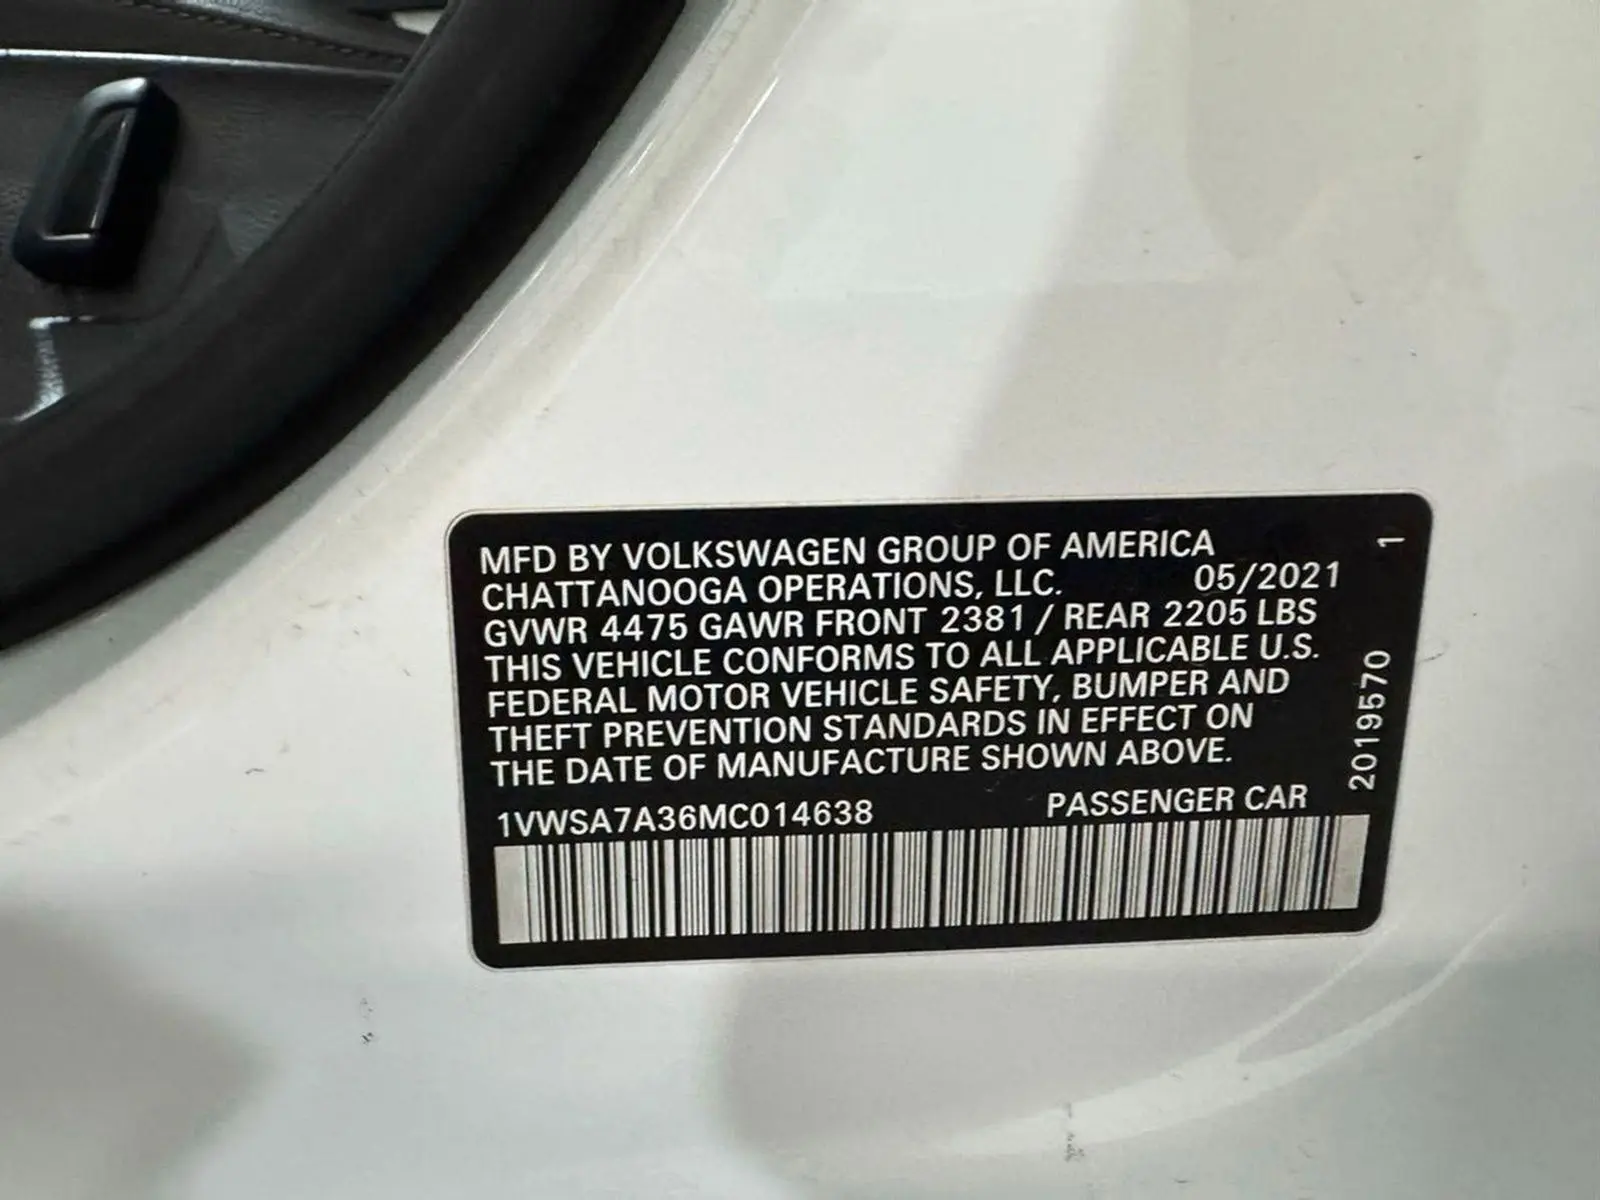 MFD BY VOLKSWAGEN GROUP OF AMERICA
CHATTANOOGA OPERATIONS, LLC. 05/2021
GVWR 4475 GAWR FRONT 2381 / REAR 2205 LBS
THIS VEHICLE CONFORMS TO ALL APPLICABLE U.S.
FEDERAL MOTOR VEHICLE SAFETY, BUMPER AND
THEFT PREVENTION STANDARDS IN EFFECT ON
THE DATE OF MANUFACTURE SHOWN ABOVE.
1VWSA7A36MC014638 PASSENGER CAR
2019570 1